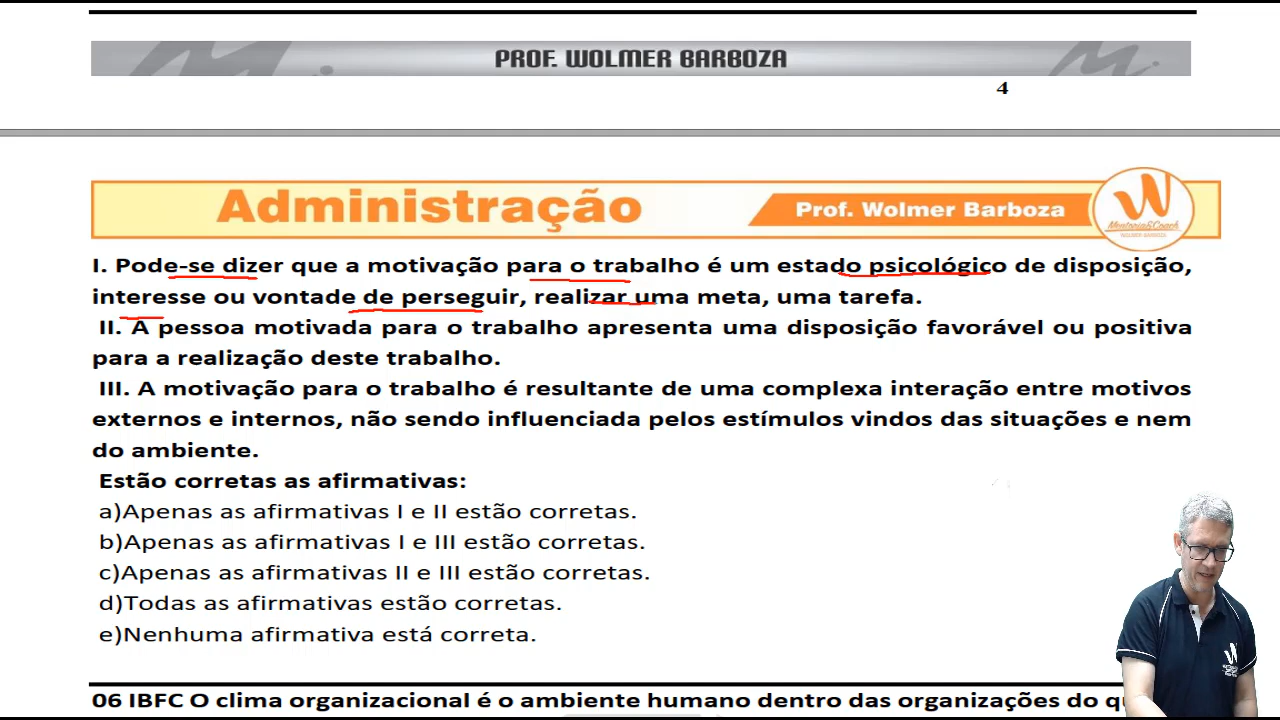 PROF. WOLMER BARBOZA
4
Administração
Prof. Wolmer Barboza
Mentoria&Coach
WOLMER BARBOZA
I. Pode-se dizer que a motivação para o trabalho é um estado psicológico de disposição,
interesse ou vontade de perseguir, realizar uma meta, uma tarefa.
II. A pessoa motivada para o trabalho apresenta uma disposição favorável ou positiva
para a realização deste trabalho.
III. A motivação para o trabalho é resultante de uma complexa interação entre motivos
externos e internos, não sendo influenciada pelos estímulos vindos das situações e nem
do ambiente.
Estão corretas as afirmativas:
a)Apenas as afirmativas I e II estão corretas.
b)Apenas as afirmativas I e III estão corretas.
c)Apenas as afirmativas II e III estão corretas.
d)Todas as afirmativas estão corretas.
e)Nenhuma afirmativa está correta.
06 IBFC O clima organizacional é o ambiente humano dentro das organizações do